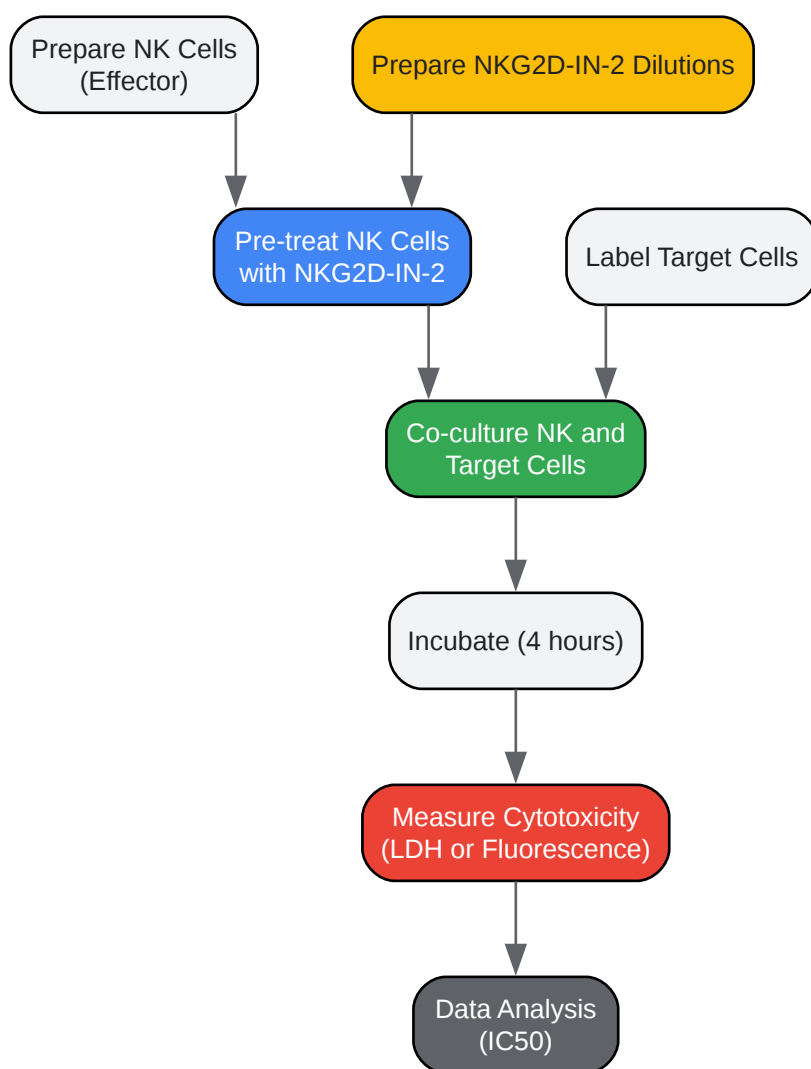 Prepare NK Cells
(Effector)
Prepare NKG2D-IN-2 Dilutions
Pre-treat NK Cells
with NKG2D-IN-2
Label Target Cells
Co-culture NK and
Target Cells
Incubate (4 hours)
Measure Cytotoxicity
(LDH or Fluorescence)
Data Analysis
(IC50)